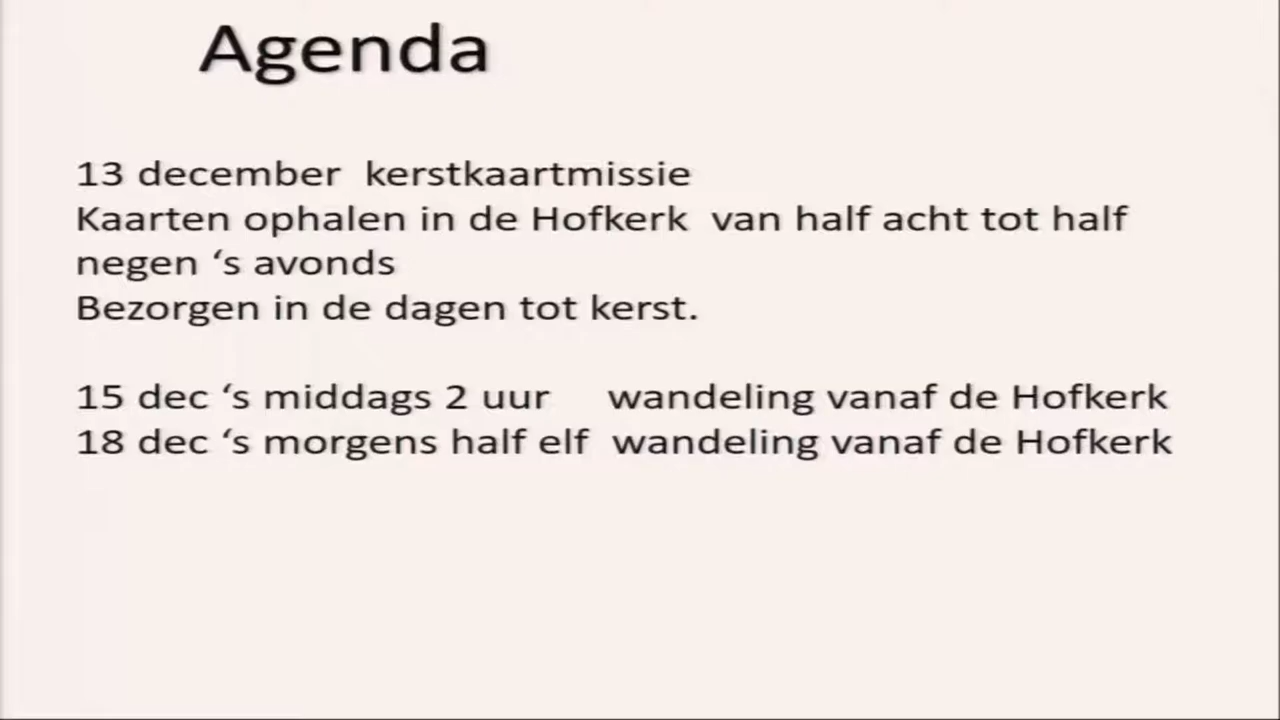 Agenda
13 december kerstkaartmissie
Kaarten ophalen in de Hofkerk van half acht tot half
negen ‘s avonds
Bezorgen in de dagen tot kerst.
15 dec ‘s middags 2 uur wandeling vanaf de Hofkerk
18 dec ‘s morgens half elf wandeling vanaf de Hofkerk